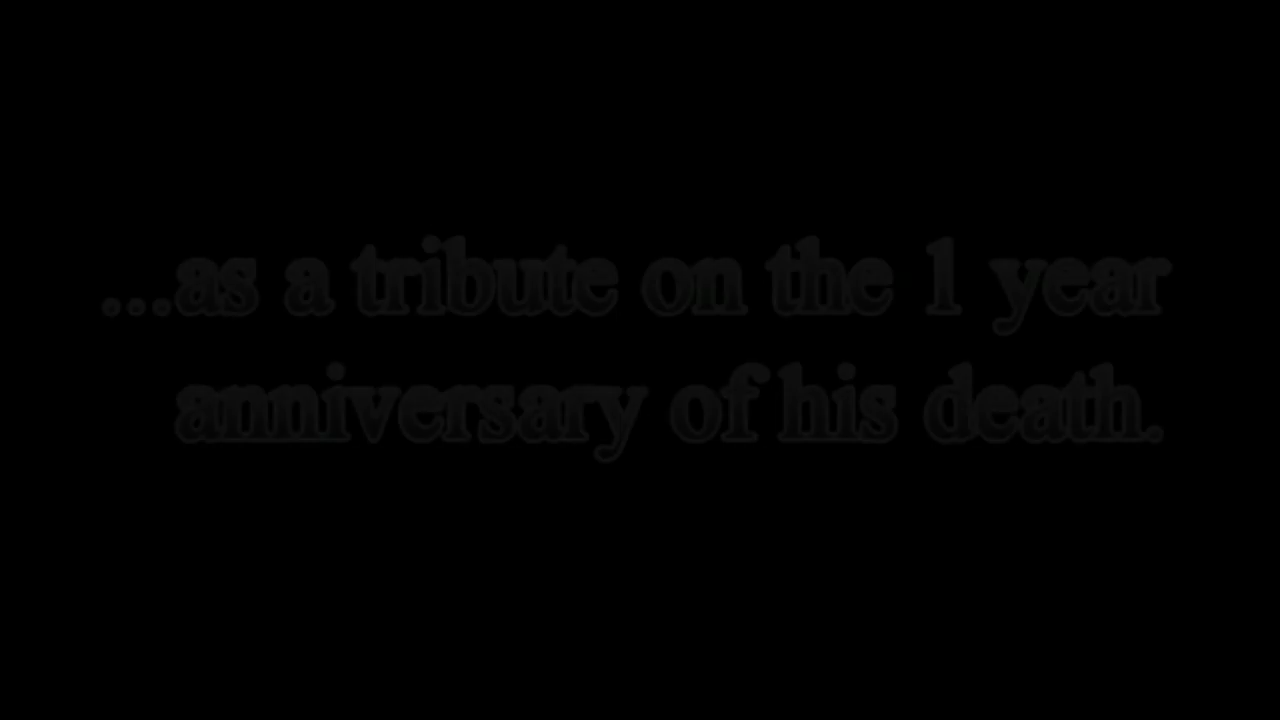 ...as a tribute on the 1 year
anniversary of his death.